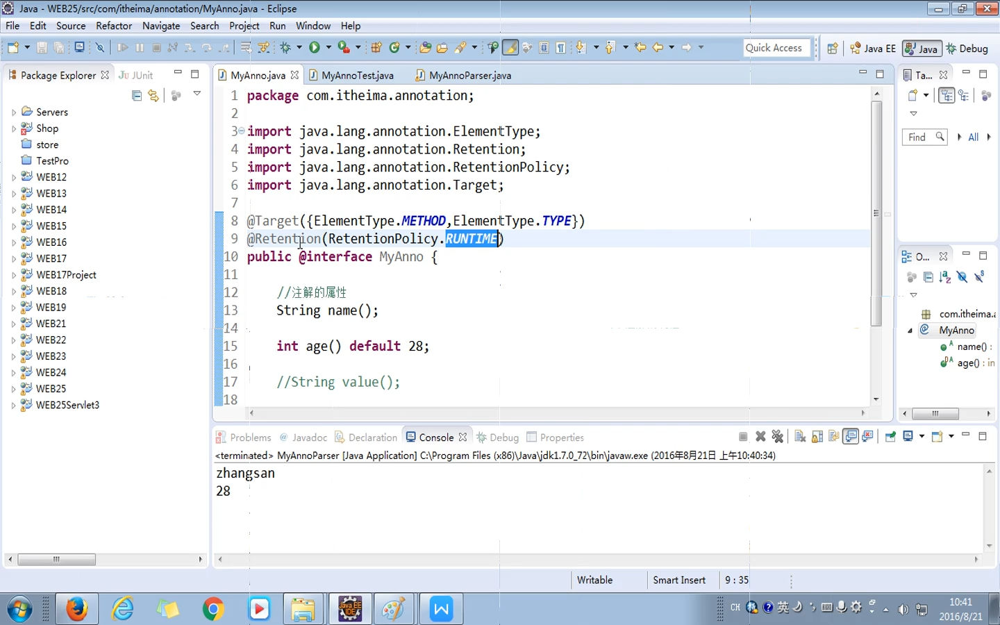 Java - WEB25/src/com/itheima/annotation/MyAnno.java - Eclipse
File Edit Source Refactor Navigate Search Project Run Window Help
Quick Access Java EE Java Debug
Package Explorer JUnit
MyAnno.java MyAnnoTest.java MyAnnoParser.java
Ta...
Servers
Shop
store
TestPro
WEB12
WEB13
WEB14
WEB15
WEB16
WEB17
WEB17Project
WEB18
WEB19
WEB21
WEB22
WEB23
WEB24
WEB25
WEB25Servlet3
1 package com.itheima.annotation;
2
3 import java.lang.annotation.ElementType;
4 import java.lang.annotation.Retention;
5 import java.lang.annotation.RetentionPolicy;
6 import java.lang.annotation.Target;
7
8 @Target({ElementType.METHOD,ElementType.TYPE})
9 @Retention(RetentionPolicy.RUNTIME)
10 public @interface MyAnno {
11
12 //注解的属性
13 String name();
14
15 int age() default 28;
16
17 //String value();
18
Find All
O...
com.itheima.a
MyAnno
name() :
age() : in
Problems Javadoc Declaration Console Debug Properties
<terminated> MyAnnoParser [Java Application] C:\Program Files (x86)\Java\jdk1.7.0_72\bin\javaw.exe (2016年8月21日 上午10:40:34)
zhangsan
28
Writable Smart Insert 9 : 35
Java EE
IDE
CH
英
10:41
2016/8/21